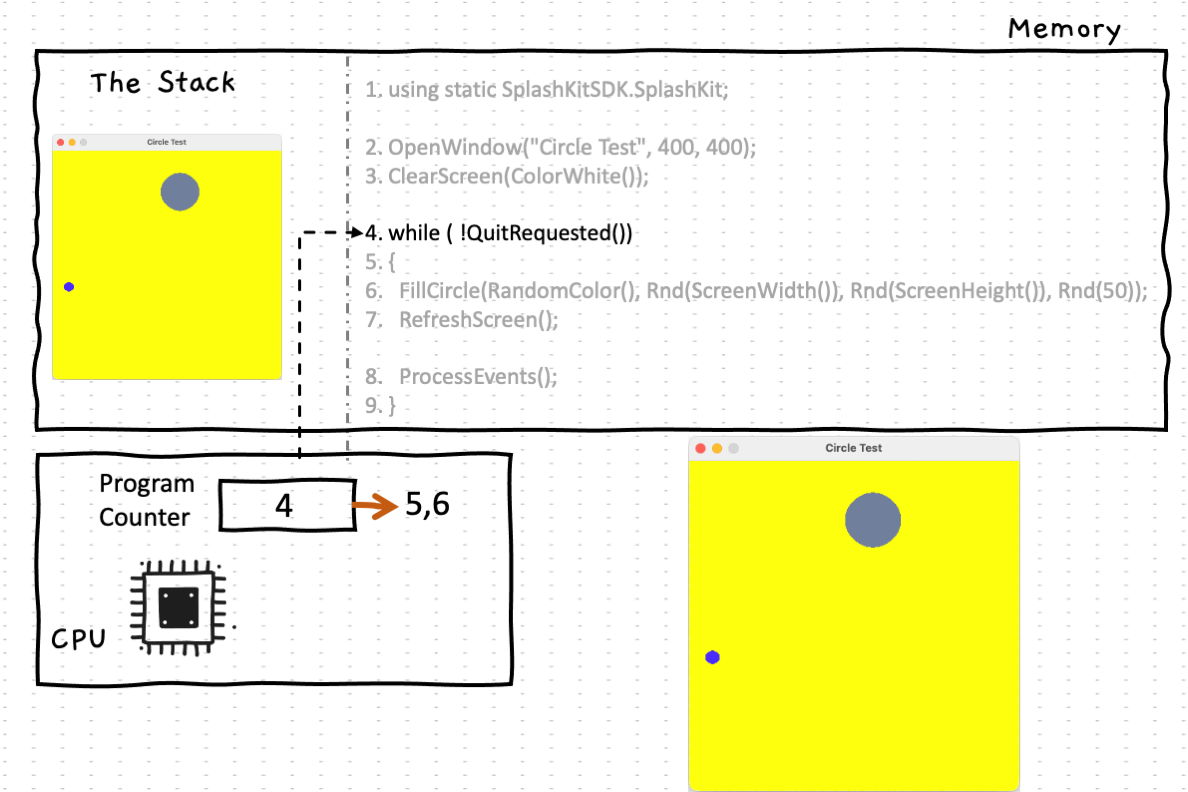 Memory
The Stack
Circle Test
1. using static SplashKitSDK.SplashKit;
2. OpenWindow("Circle Test", 400, 400);
3. ClearScreen(ColorWhite());
4. while ( !QuitRequested())
5. {
6. FillCircle(RandomColor(), Rnd(ScreenWidth()), Rnd(ScreenHeight()), Rnd(50));
7. RefreshScreen();
8. ProcessEvents();
9. }
Program
Counter
4
5,6
CPU
Circle Test